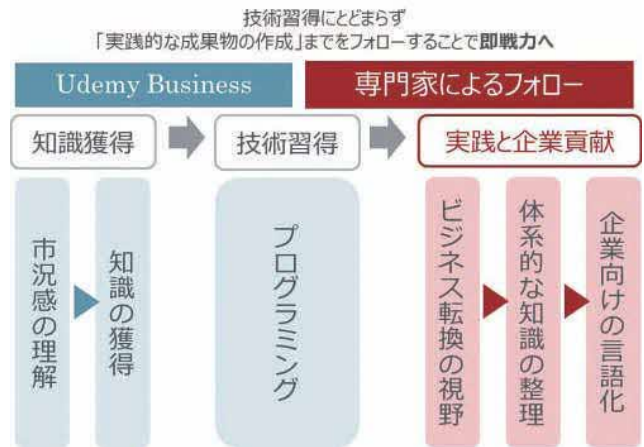 技術習得にとどまらず
「実践的な成果物の作成」までをフォローすることで即戦力へ
Udemy Business
専門家によるフォロー
知識獲得
技術習得
実践と企業貢献
市況感の理解
知識の獲得
プログラミング
ビジネス転換の視野
体系的な知識の整理
企業向けの言語化